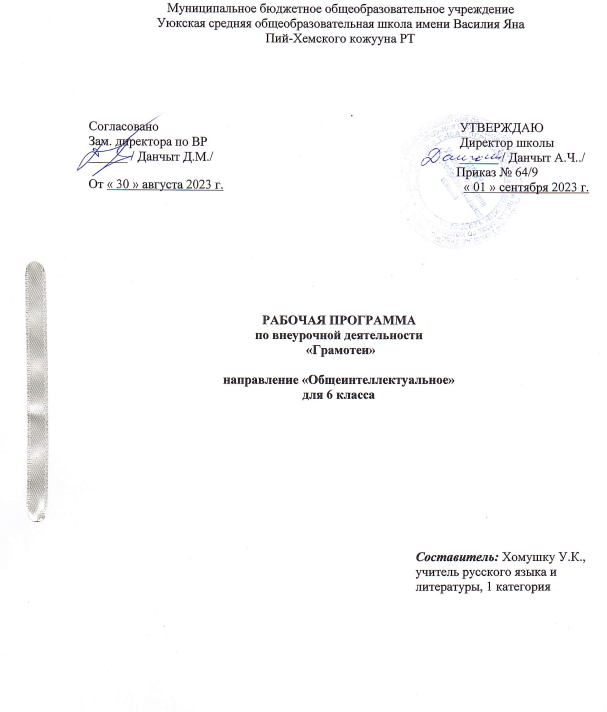 Муниципальное бюджетное общеобразовательное учреждение
Уюкская средняя общеобразовательная школа имени Василия Яна
Пий-Хемского кожууна РТ
Согласовано
Зам. директора по ВР
/ Данчыт Д.М./
От « 30 » августа 2023 г.
УТВЕРЖДАЮ
Директор школы
/ Данчыт А.Ч../
Приказ № 64/9
« 01 » сентября 2023 г.
РАБОЧАЯ ПРОГРАММА
по внеурочной деятельности
«Грамотеи»
направление «Общеинтеллектуальное»
для 6 класса
Составитель: Хомушку У.К.,
учитель русского языка и
литературы, 1 категория